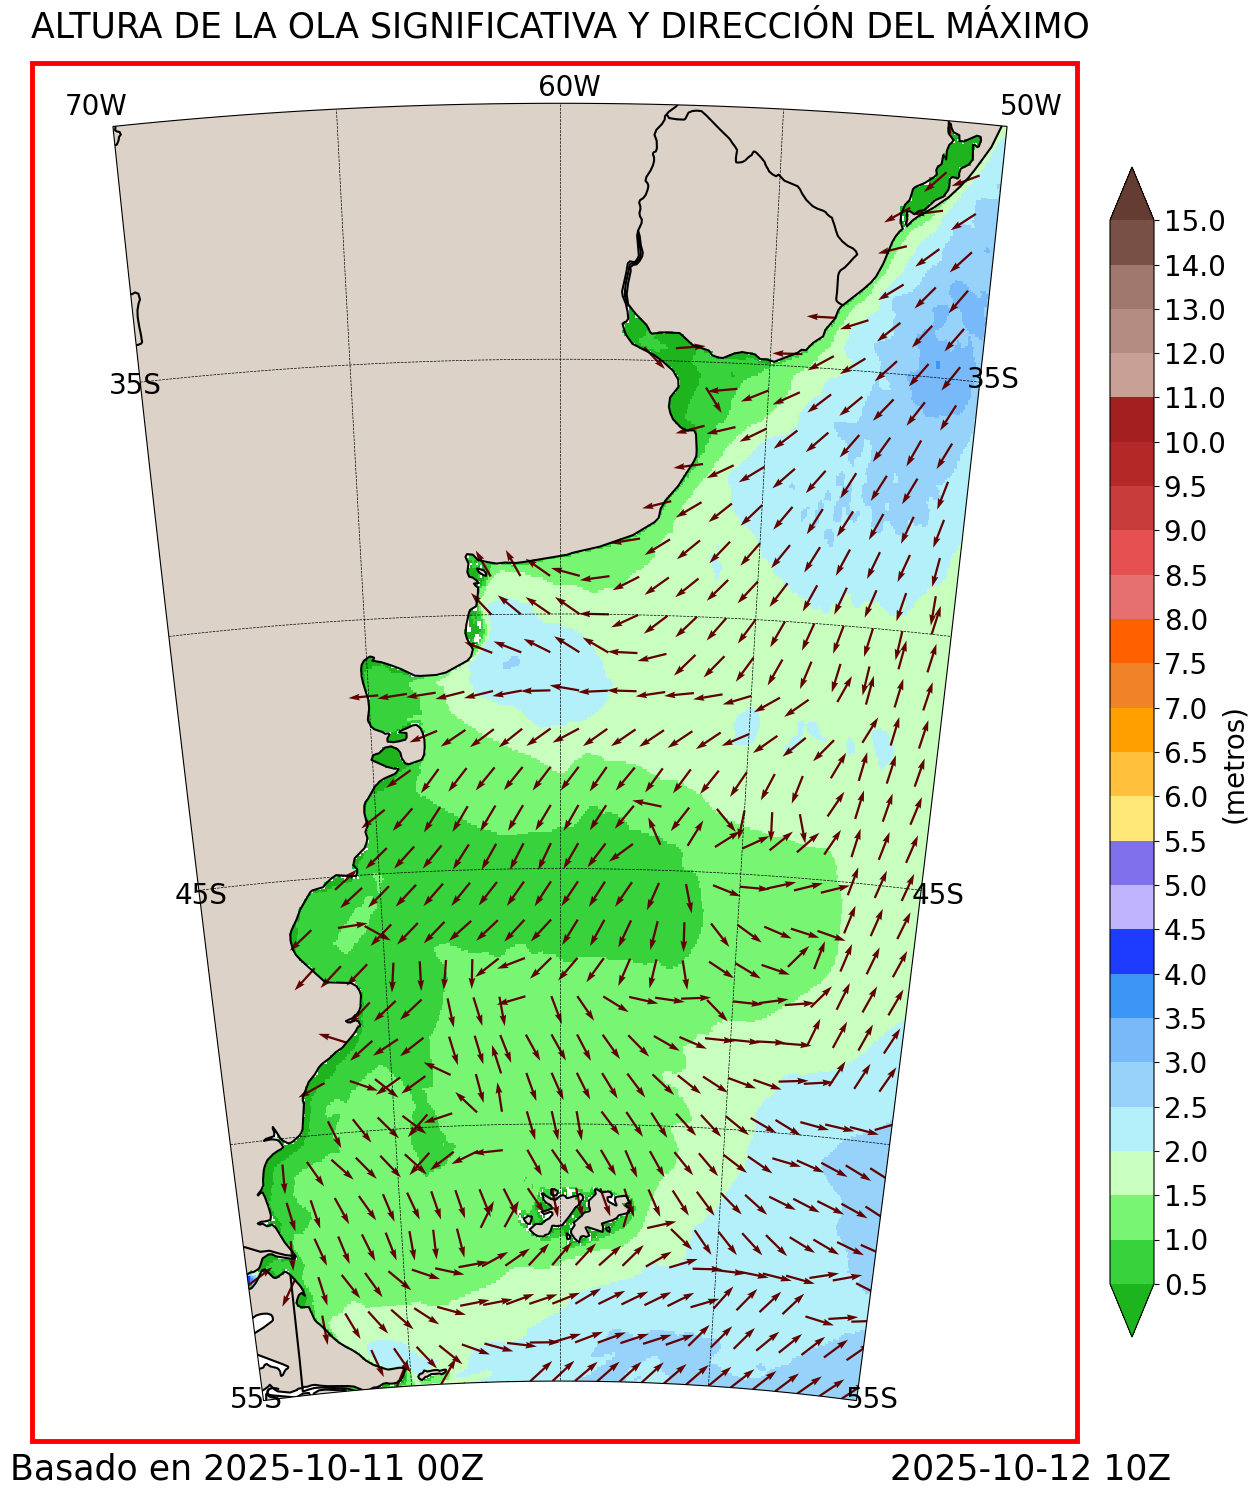 ALTURA DE LA OLA SIGNIFICATIVA Y DIRECCIÓN DEL MÁXIMO
70W
60W
50W
35S
35S
45S
45S
55S
55S
15.0
14.0
13.0
12.0
11.0
10.0
9.5
9.0
8.5
8.0
7.5
7.0
6.5
6.0
5.5
5.0
4.5
4.0
3.5
3.0
2.5
2.0
1.5
1.0
0.5
(metros)
Basado en 2025-10-11 00Z
2025-10-12 10Z